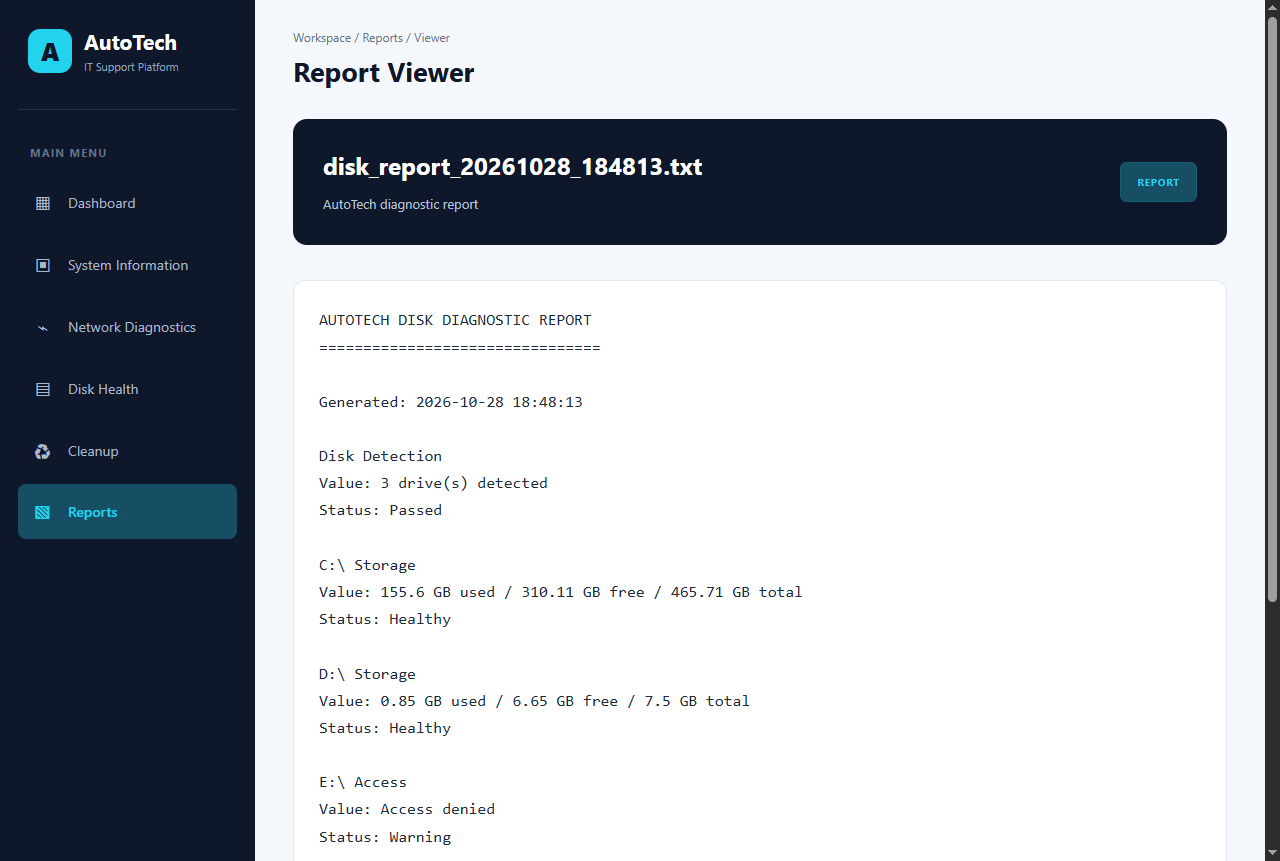 A
AutoTech
IT Support Platform
MAIN MENU
Dashboard
System Information
Network Diagnostics
Disk Health
Cleanup
Reports
Workspace / Reports / Viewer
Report Viewer
disk_report_20261028_184813.txt
AutoTech diagnostic report
REPORT
AUTOTECH DISK DIAGNOSTIC REPORT
================================
Generated: 2026-10-28 18:48:13
Disk Detection
Value: 3 drive(s) detected
Status: Passed
C:\ Storage
Value: 155.6 GB used / 310.11 GB free / 465.71 GB total
Status: Healthy
D:\ Storage
Value: 0.85 GB used / 6.65 GB free / 7.5 GB total
Status: Healthy
E:\ Access
Value: Access denied
Status: Warning